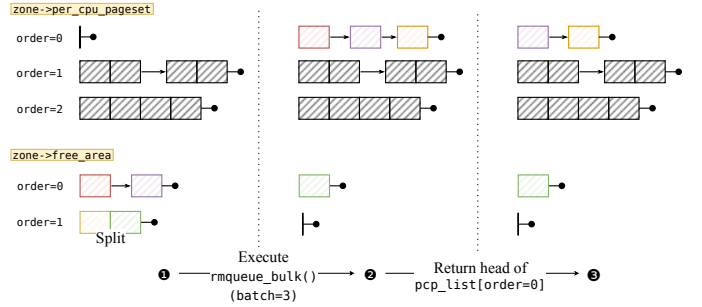 zone->per_cpu_pageset
order=0
order=1
order=2
zone->free_area
order=0
order=1
Split
❶
Execute
rmqueue_bulk()
(batch=3)
❷
Return head of
pcp_list[order=0]
❸